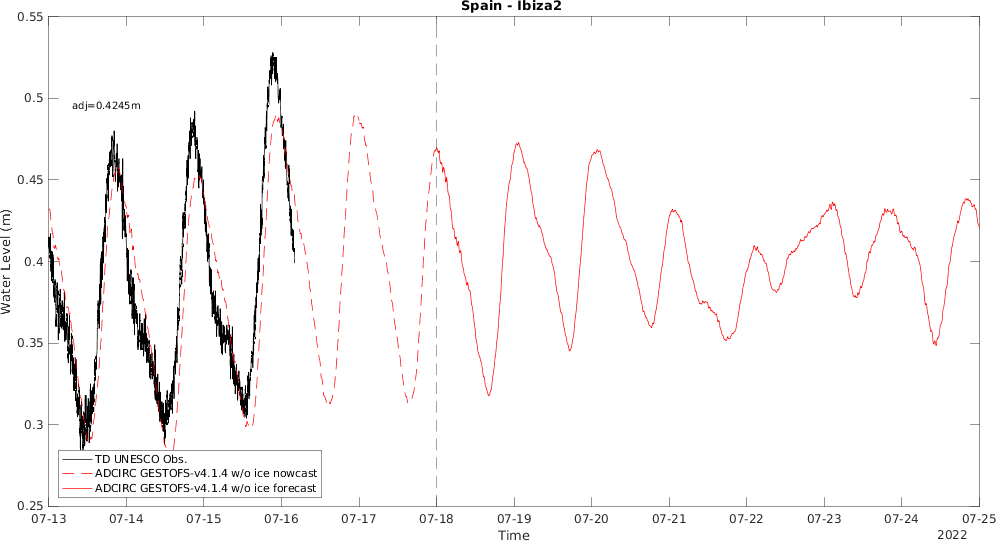 Spain - Ibiza2
0.55
0.5
0.45
0.4
0.35
0.3
0.25
Water Level (m)
adj=0.4245m
TD UNESCO Obs.
ADCIRC GESTOFS-v4.1.4 w/o ice nowcast
ADCIRC GESTOFS-v4.1.4 w/o ice forecast
07-13 07-14 07-15 07-16 07-17 07-18 07-19 07-20 07-21 07-22 07-23 07-24 07-25
Time
2022